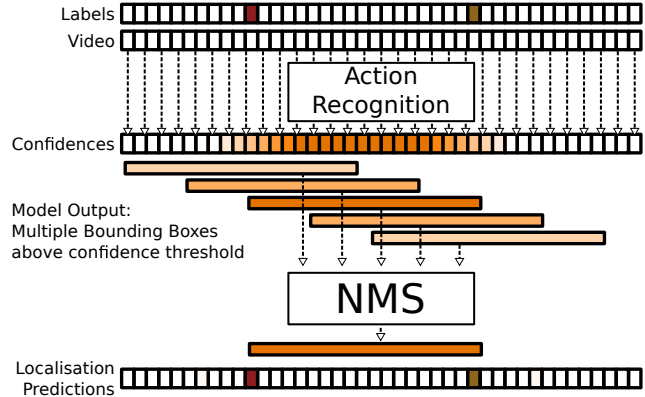 Labels
Video
Action
Recognition
Confidences
Model Output:
Multiple Bounding Boxes
above confidence threshold
NMS
Localisation
Predictions